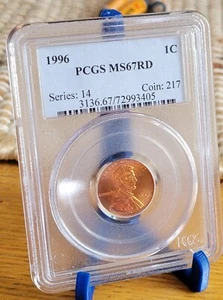 1996 1C
PCGS MS67RD
Series: 14 Coin: 217
3136.67/72993405